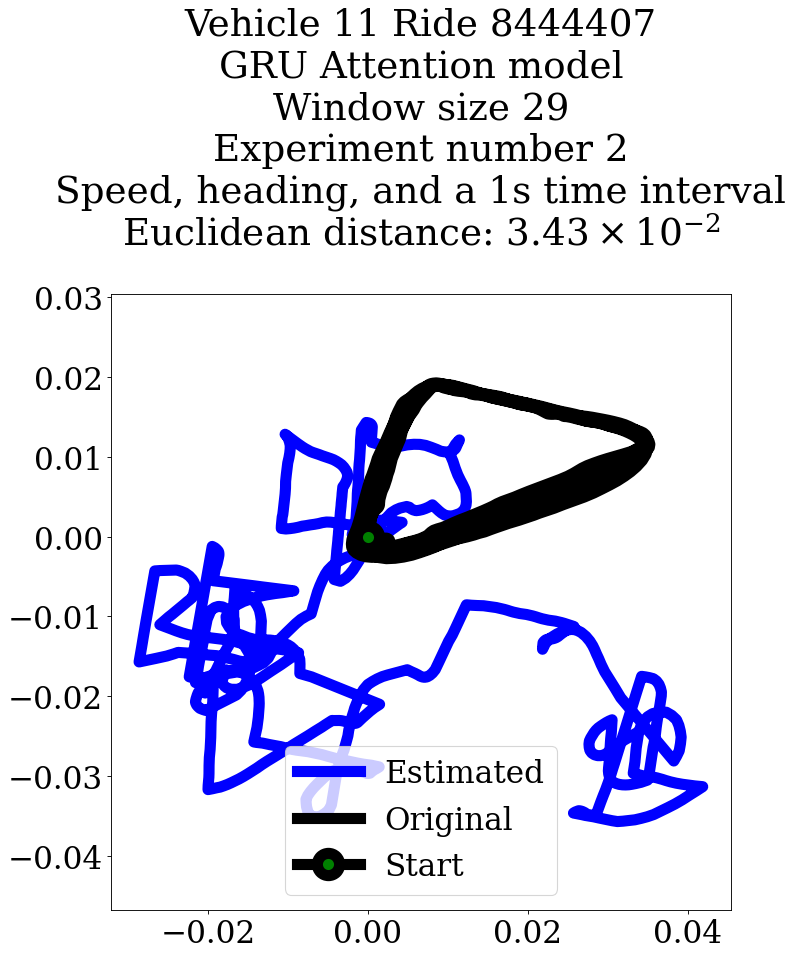 Vehicle 11 Ride 8444407
GRU Attention model
Window size 29
Experiment number 2
Speed, heading, and a 1s time interval
Euclidean distance: 3.43 × 10⁻²
0.03
0.02
0.01
0.00
−0.01
−0.02
−0.03
−0.04
Estimated
Original
Start
−0.02 0.00 0.02 0.04